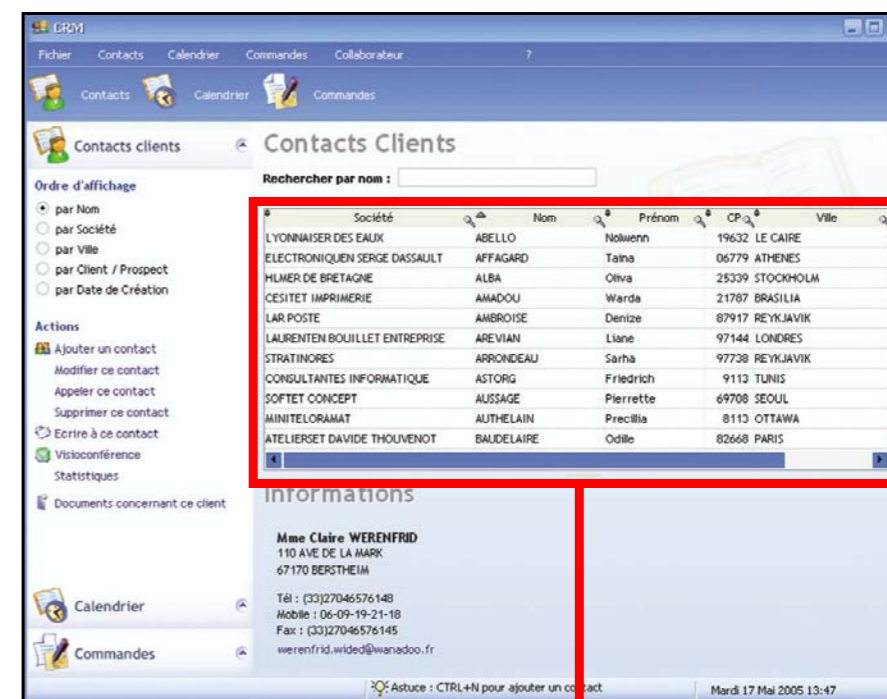 CRM
Fichier Contacts Calendrier Commandes Collaborateur ?
Contacts Calendrier Commandes
Contacts clients
Ordre d'affichage
par Nom
par Société
par Ville
par Client / Prospect
par Date de Création
Actions
Ajouter un contact
Modifier ce contact
Appeler ce contact
Supprimer ce contact
Ecrire à ce contact
Visioconférence
Statistiques
Documents concernant ce client
Calendrier
Commandes
Contacts Clients
Rechercher par nom :
Société Nom Prénom CP Ville
LYONNAISER DES EAUX ABELLO Nolwenn 19632 LE CAIRE
ELECTRONIQUEN SERGE DASSAULT AFFAGARD Taina 06779 ATHENES
HLMER DE BRETAGNE ALBA Oliva 25339 STOCKHOLM
CESITET IMPRIMERIE AMADOU Warda 21787 BRASILIA
LAR POSTE AMBROISE Denize 87917 REYKJAVIK
LAURENTEN BOUILLET ENTREPRISE AREVIAN Liane 97144 LONDRES
STRATINORES ARRONDEAU Sarha 97738 REYKJAVIK
CONSULTANTES INFORMATIQUE ASTORG Friedrich 9113 TUNIS
SOFTET CONCEPT AUSSAGE Pierrette 69708 SEOUL
MINITELORAMAT AUTHELAIN Precillia 8113 OTTAWA
ATELIERSET DAVIDE THOUVENOT BAUDELAIRE Odille 82668 PARIS
Informations
Mme Claire WERENFRID
110 AVE DE LA MARK
67170 BERSTHEIM
Tél : (33)27046576148
Mobile : 06-09-19-21-18
Fax : (33)27046576145
werenfrid.wided@wanadoo.fr
Astuce : CTRL+N pour ajouter un contact
Mardi 17 Mai 2005 13:47